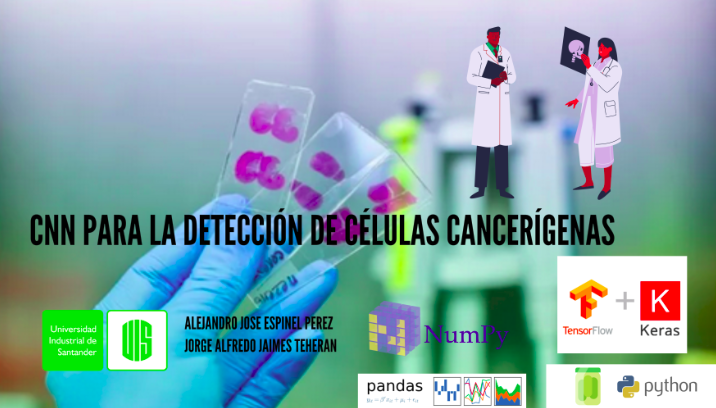 CNN PARA LA DETECCIÓN DE CÉLULAS CANCERÍGENAS
Universidad
Industrial de
Santander
UIS
ALEJANDRO JOSE ESPINEL PEREZ
JORGE ALFREDO JAIMES TEHERAN
NumPy
TensorFlow
+
K
Keras
pandas
python